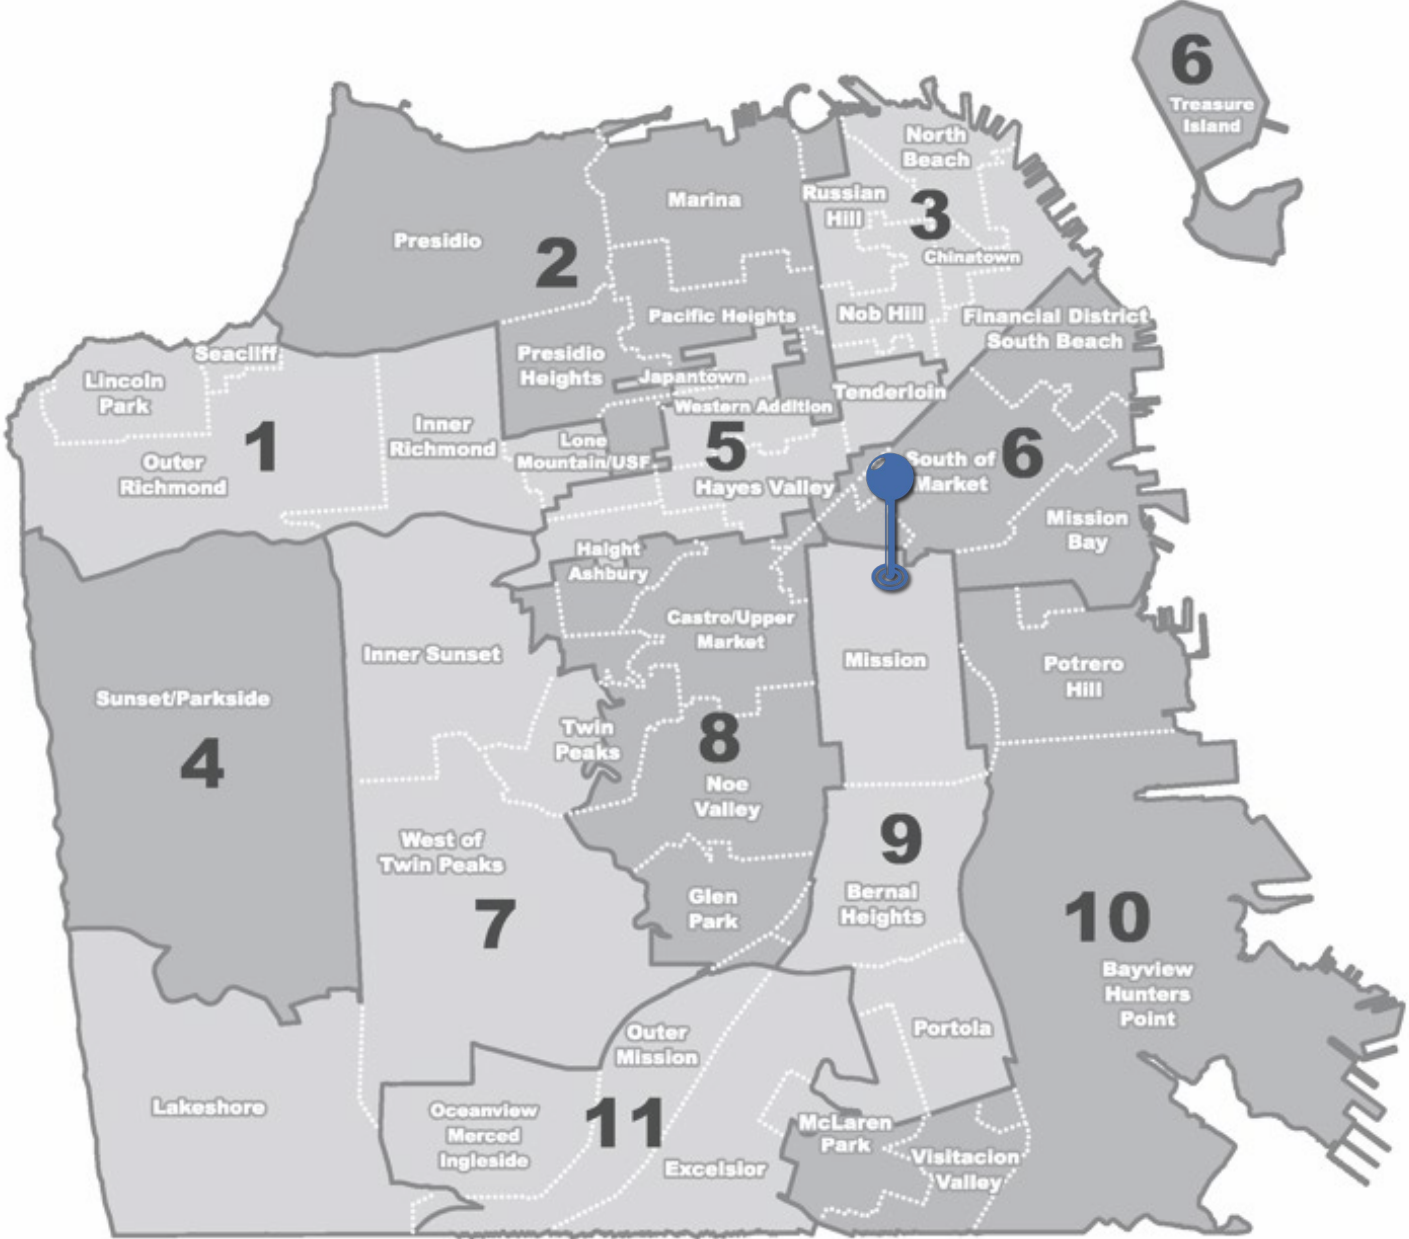 6
Treasure
Island
North
Beach
Marina
Russian
Hill
3
Presidio
2
Chinatown
Pacific Heights
Nob Hill
Financial District
South Beach
Seacliff
Presidio
Heights
Japantown
Lincoln
Park
Tenderloin
Western Addition
1
Inner
Richmond
Lone
Mountain/USF
5
6
South of
Market
Outer
Richmond
Hayes Valley
Mission
Bay
Haight
Ashbury
Castro/Upper
Market
Inner Sunset
Mission
Potrero
Hill
Sunset/Parkside
4
Twin
Peaks
8
Noe
Valley
West of
Twin Peaks
7
9
Bernal
Heights
Glen
Park
10
Bayview
Hunters
Point
Outer
Mission
Portola
Lakeshore
Oceanview
Merced
Ingleside
11
McLaren
Park
Excelsior
Visitacion
Valley